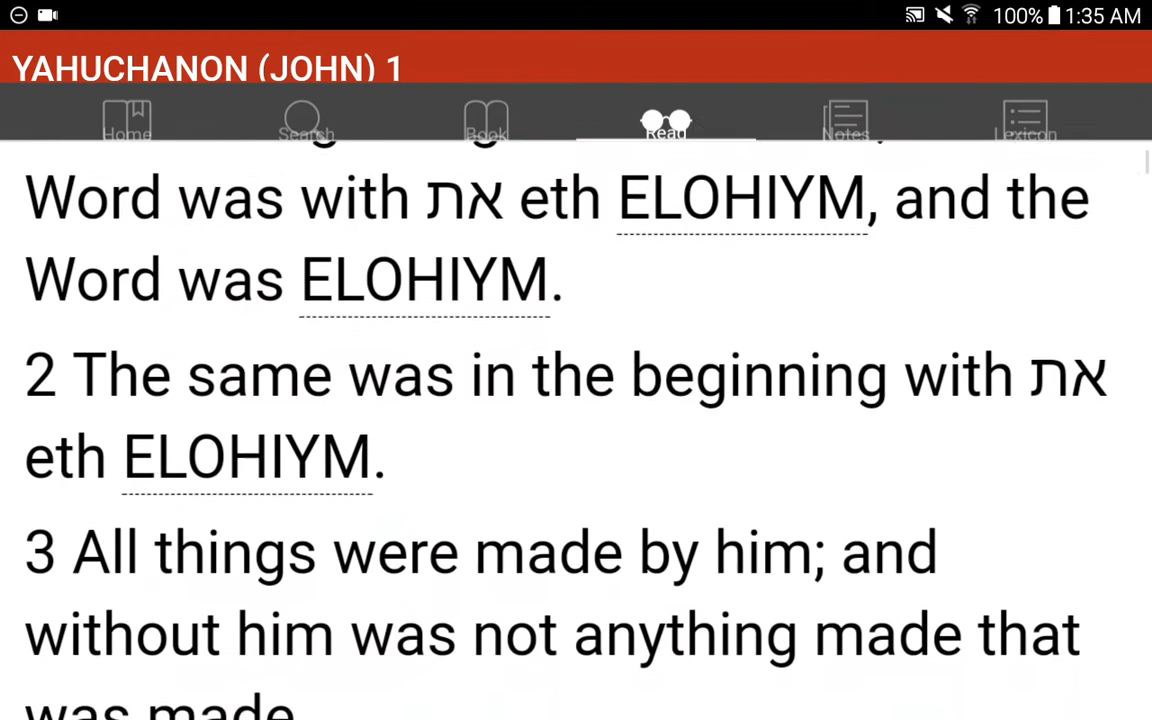 100% 1:35 AM
YAHUCHANON (JOHN) 1
Home Search Book Read Notes Lexicon
Word was with את eth ELOHIYM, and the
Word was ELOHIYM.
2 The same was in the beginning with את
eth ELOHIYM.
3 All things were made by him; and
without him was not anything made that
was made